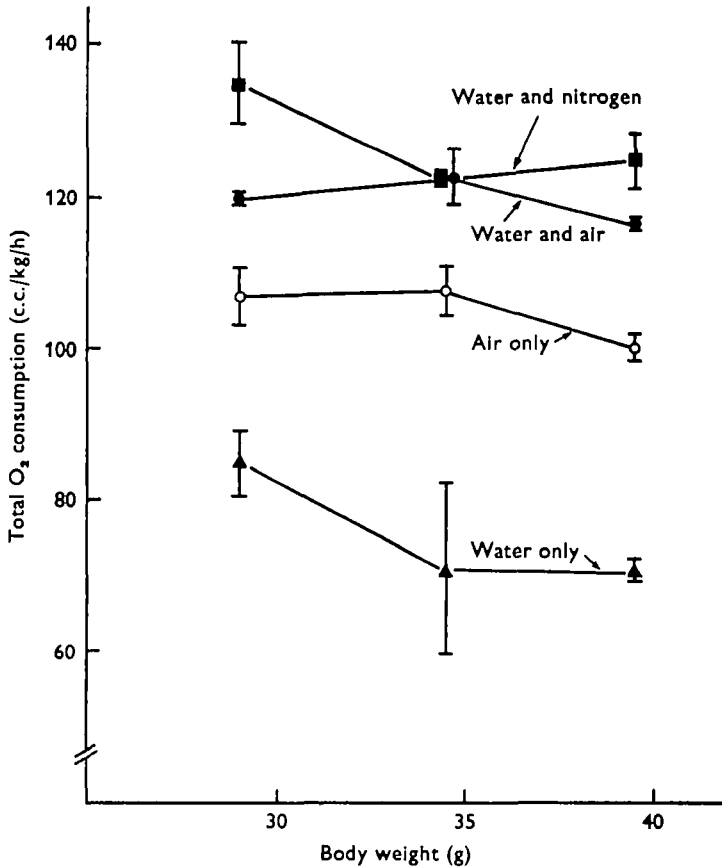 140
120
100
80
60
Total O₂ consumption (c.c./kg/h)
Water and nitrogen
Water and air
Air only
Water only
30
35
40
Body weight (g)